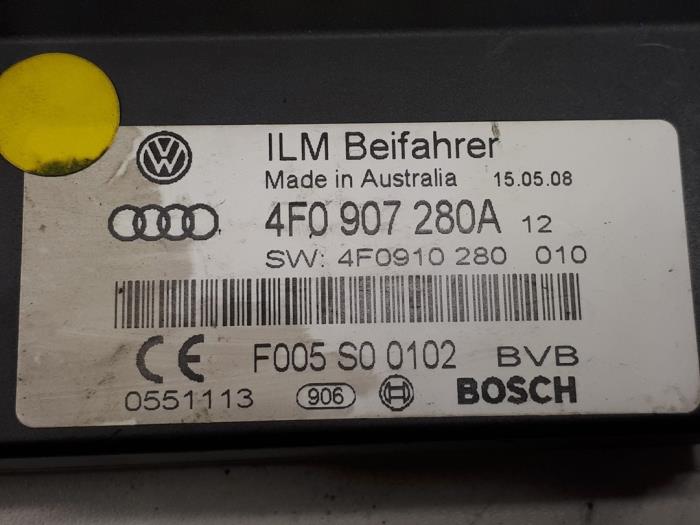 ILM Beifahrer
Made in Australia 15.05.08
4F0 907 280A 12
SW: 4F0910 280 010
F005 S0 0102 BVB
0551113 906 BOSCH